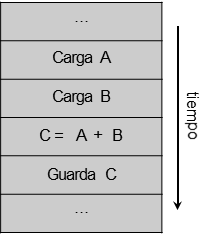 ...
Carga A
Carga B
C = A + B
Guarda C
...
tiempo